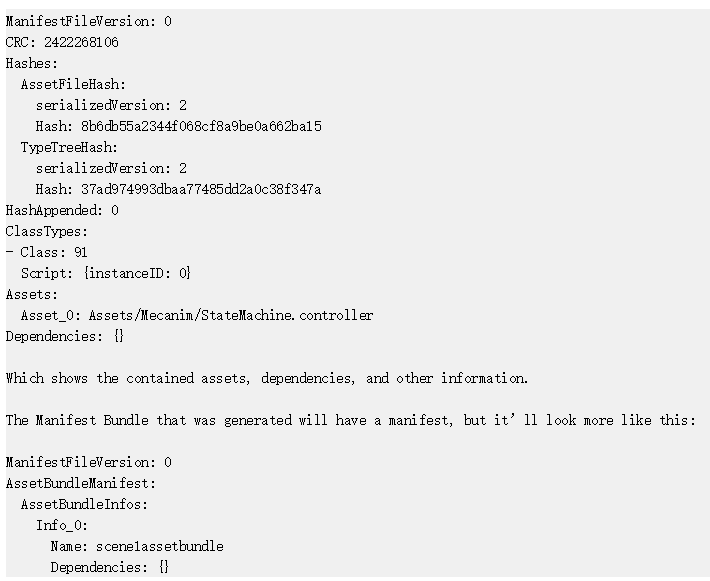 ManifestFileVersion: 0
CRC: 2422268106
Hashes:
AssetFileHash:
serializedVersion: 2
Hash: 8b6db55a2344f068cf8a9be0a662ba15
TypeTreeHash:
serializedVersion: 2
Hash: 37ad974993dbaa77485dd2a0c38f347a
HashAppended: 0
ClassTypes:
- Class: 91
Script: {instanceID: 0}
Assets:
Asset_0: Assets/Mecanim/StateMachine.controller
Dependencies: {}
Which shows the contained assets, dependencies, and other information.
The Manifest Bundle that was generated will have a manifest, but it’ll look more like this:
ManifestFileVersion: 0
AssetBundleManifest:
AssetBundleInfos:
Info_0:
Name: scene1assetbundle
Dependencies: {}